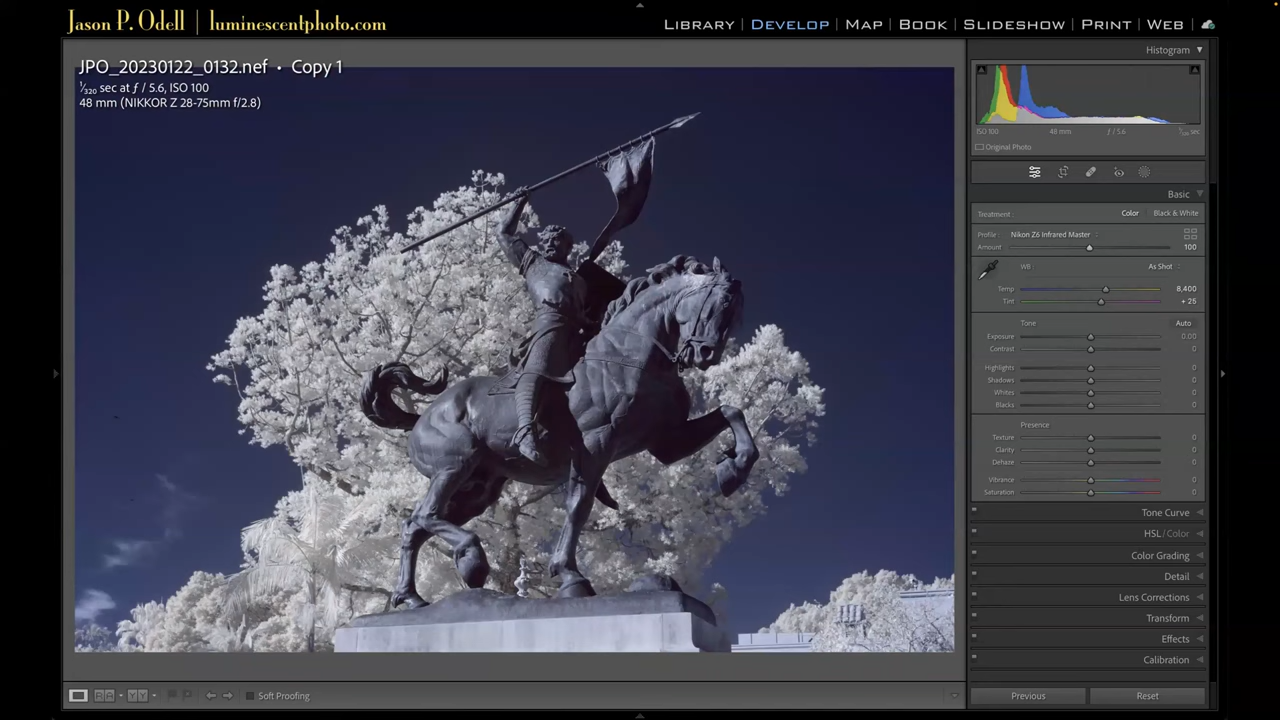 Jason P. Odell | luminescentphoto.com
LIBRARY | DEVELOP | MAP | BOOK | SLIDESHOW | PRINT | WEB
JPO_20230122_0132.nef • Copy 1
1/320 sec at ƒ / 5.6, ISO 100
48 mm (NIKKOR Z 28-75mm f/2.8)
Histogram
ISO 100 48 mm ƒ / 5.6 1/320 sec
Original Photo
Basic
Treatment : Color Black & White
Profile : Nikon Z6 Infrared Master
Amount 100
WB As Shot
Temp 8,400
Tint + 25
Tone Auto
Exposure 0.00
Contrast 0
Highlights 0
Shadows 0
Whites 0
Blacks 0
Presence
Texture 0
Clarity 0
Dehaze 0
Vibrance 0
Saturation 0
Tone Curve
HSL / Color
Color Grading
Detail
Lens Corrections
Transform
Effects
Calibration
Soft Proofing
Previous Reset